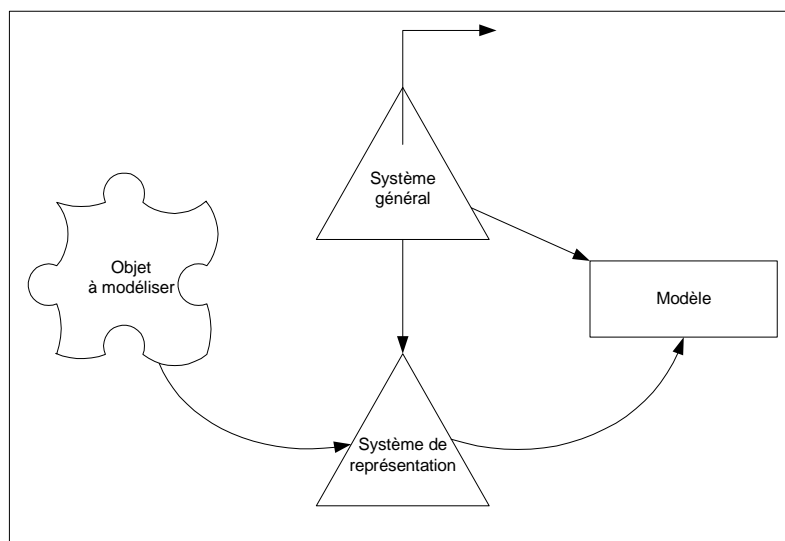 Système
général
Objet
à modéliser
Modèle
Système de
représentation